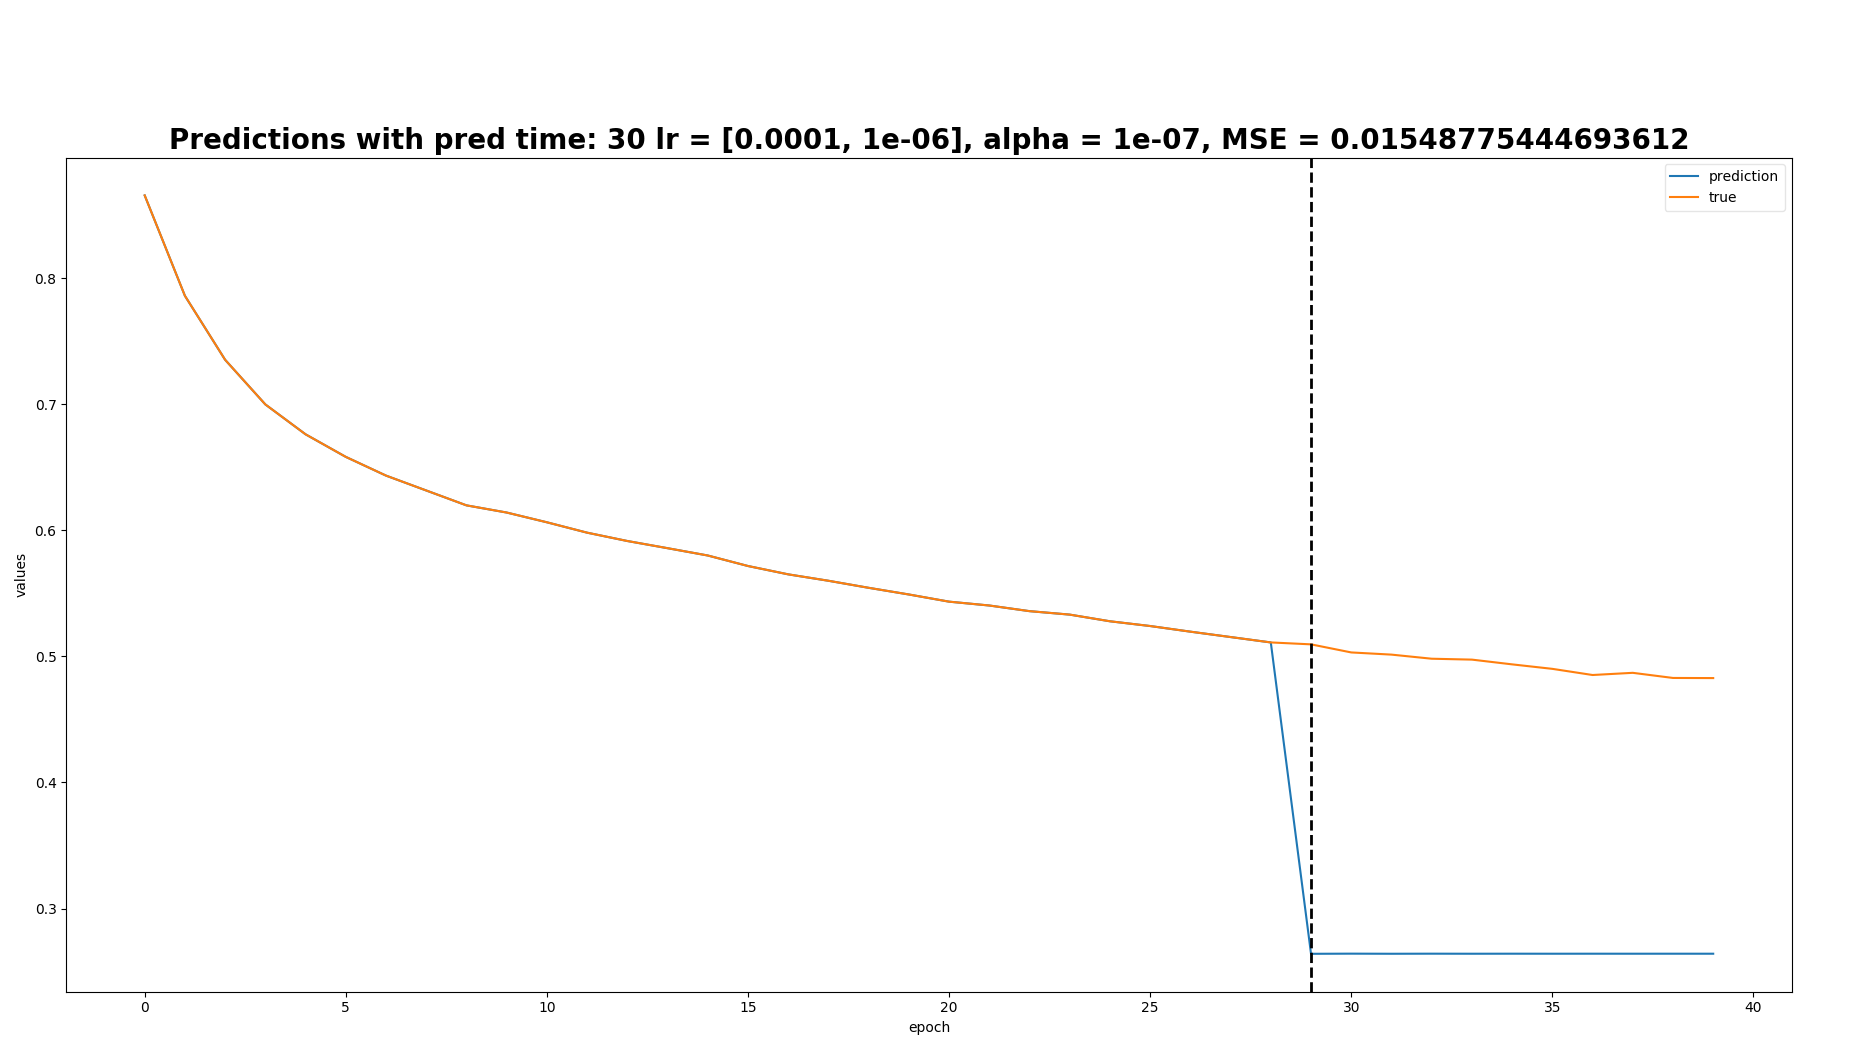 Predictions with pred time: 30 lr = [0.0001, 1e-06], alpha = 1e-07, MSE = 0.01548775444693612
prediction
true
0.8
0.7
0.6
0.5
0.4
0.3
values
0 5 10 15 20 25 30 35 40
epoch